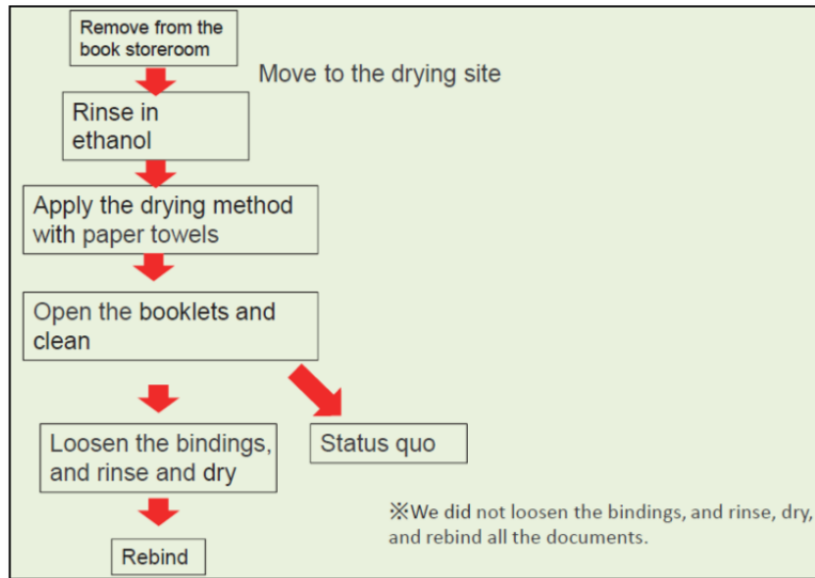 Remove from the
book storeroom
Move to the drying site
Rinse in
ethanol
Apply the drying method
with paper towels
Open the booklets and
clean
Loosen the bindings,
and rinse and dry
Status quo
※We did not loosen the bindings, and rinse, dry,
and rebind all the documents.
Rebind